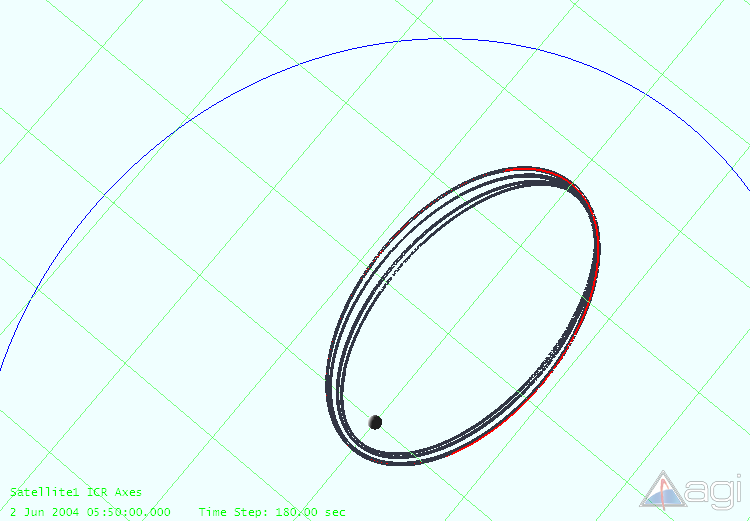 Satellite1 ICR Axes
2 Jun 2004 05:50:00.000 Time Step: 180.00 sec
agi